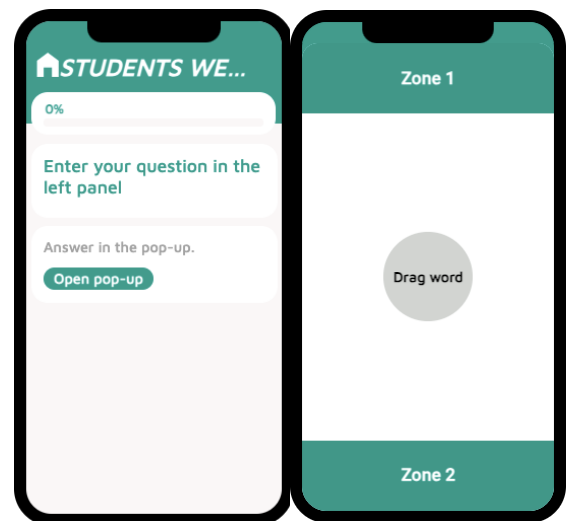 STUDENTS WE...
0%
Enter your question in the
left panel
Answer in the pop-up.
Open pop-up
Zone 1
Drag word
Zone 2